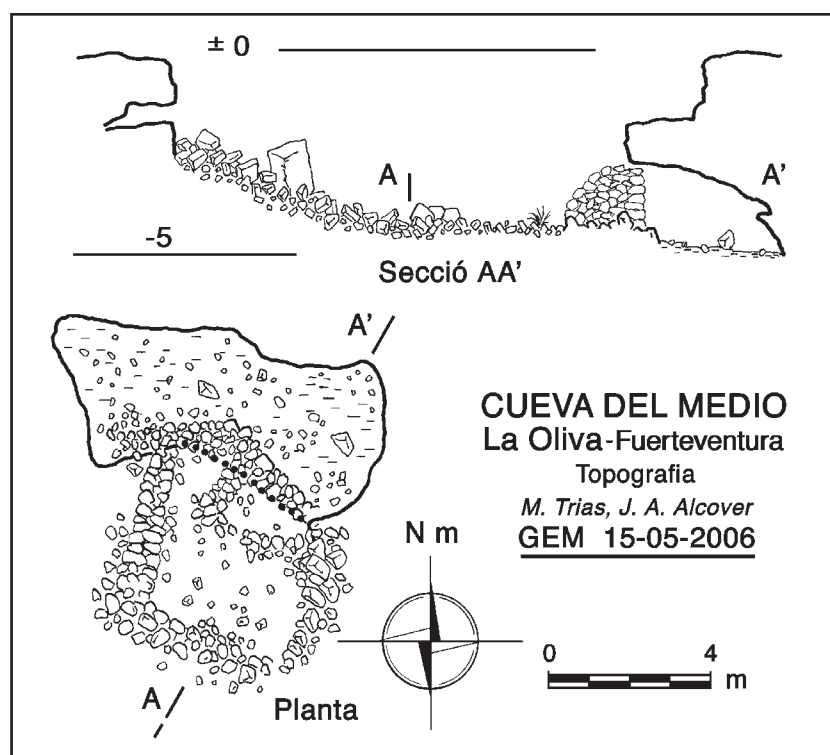 ± 0
A
A'
-5
Secció AA'
A'
CUEVA DEL MEDIO
La Oliva-Fuerteventura
Topografia
M. Trias, J. A. Alcover
GEM 15-05-2006
N m
0 4
m
A
Planta